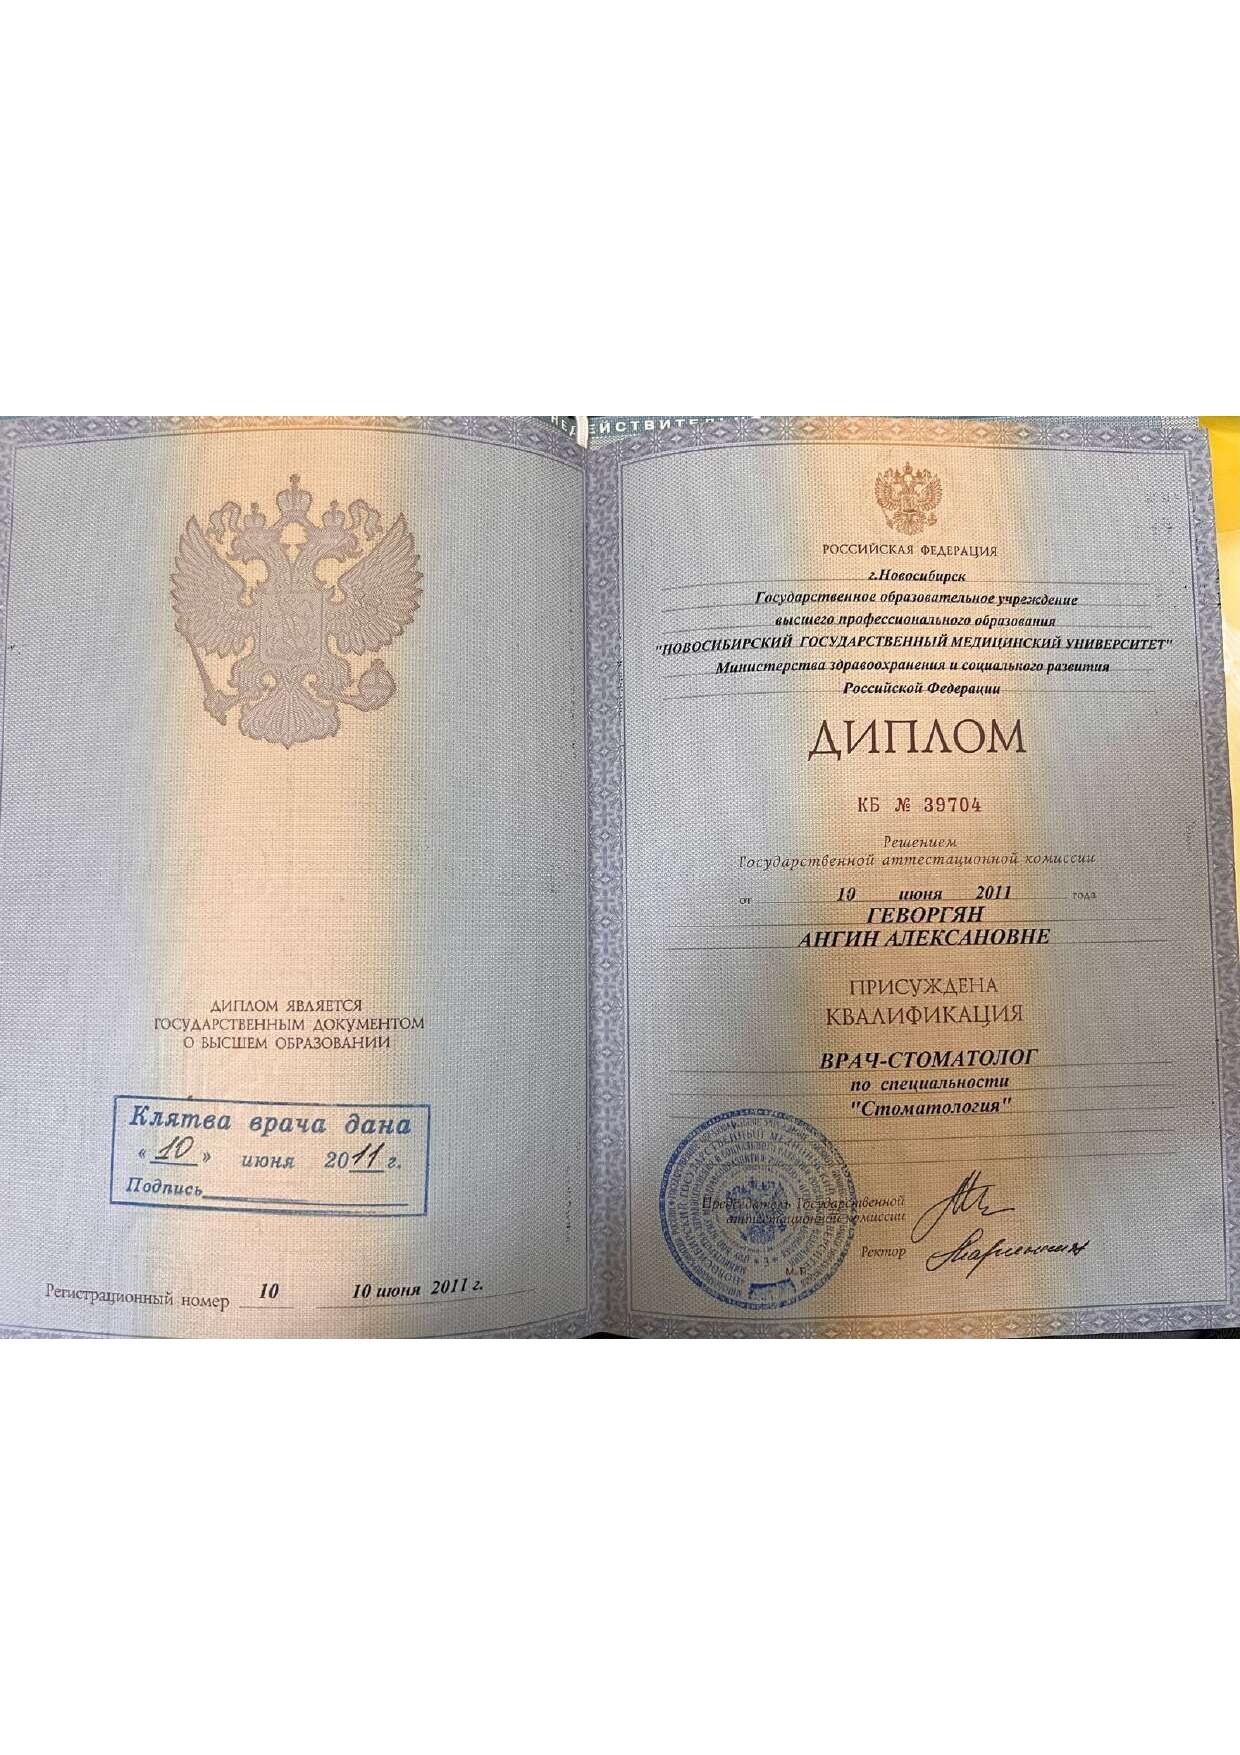 ЕЙСТВИТЕ
ДИПЛОМ ЯВЛЯЕТСЯ
ГОСУДАРСТВЕННЫМ ДОКУМЕНТОМ
О ВЫСШЕМ ОБРАЗОВАНИИ
Клятва врача дана
«10» июня 2011 г.
Подпись
Регистрационный номер 10 10 июня 2011 г.
РОССИЙСКАЯ ФЕДЕРАЦИЯ
г.Новосибирск
Государственное образовательное учреждение
высшего профессионального образования
"НОВОСИБИРСКИЙ ГОСУДАРСТВЕННЫЙ МЕДИЦИНСКИЙ УНИВЕРСИТЕТ"
Министерства здравоохранения и социального развития
Российской Федерации
ДИПЛОМ
КБ № 39704
Решением
Государственной аттестационной комиссии
от 10 июня 2011 года
ГЕВОРГЯН
АНГИН АЛЕКСАНОВНЕ
ПРИСУЖДЕНА
КВАЛИФИКАЦИЯ
ВРАЧ-СТОМАТОЛОГ
по специальности
"Стоматология"
Председатель Государственной
аттестационной комиссии
Ректор
М.П.